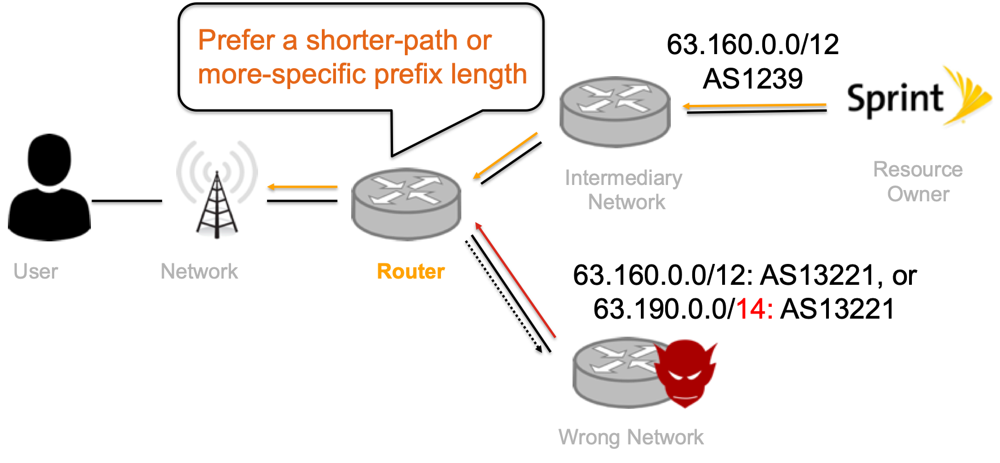 Prefer a shorter-path or
more-specific prefix length
63.160.0.0/12
AS1239
Sprint
Intermediary
Network
Resource
Owner
User
Network
Router
63.160.0.0/12: AS13221, or
63.190.0.0/14: AS13221
Wrong Network